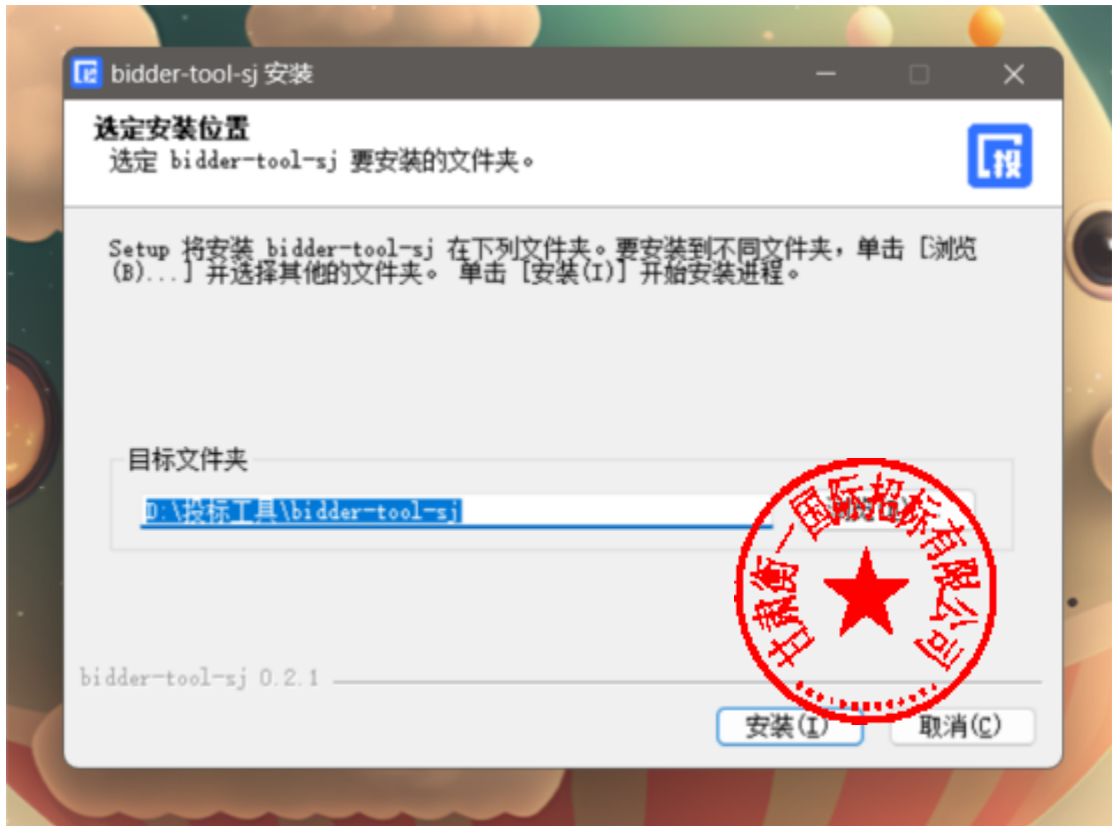 bidder-tool-sj 安装
选定安装位置
选定 bidder-tool-sj 要安装的文件夹。
投
Setup 将安装 bidder-tool-sj 在下列文件夹。要安装到不同文件夹，单击 [浏览
(B)...] 并选择其他的文件夹。 单击 [安装(I)] 开始安装进程。
目标文件夹
D:\投标工具\bidder-tool-sj
甘肃衡一国际招标有限公司
bidder-tool-sj 0.2.1
安装(I)
取消(C)